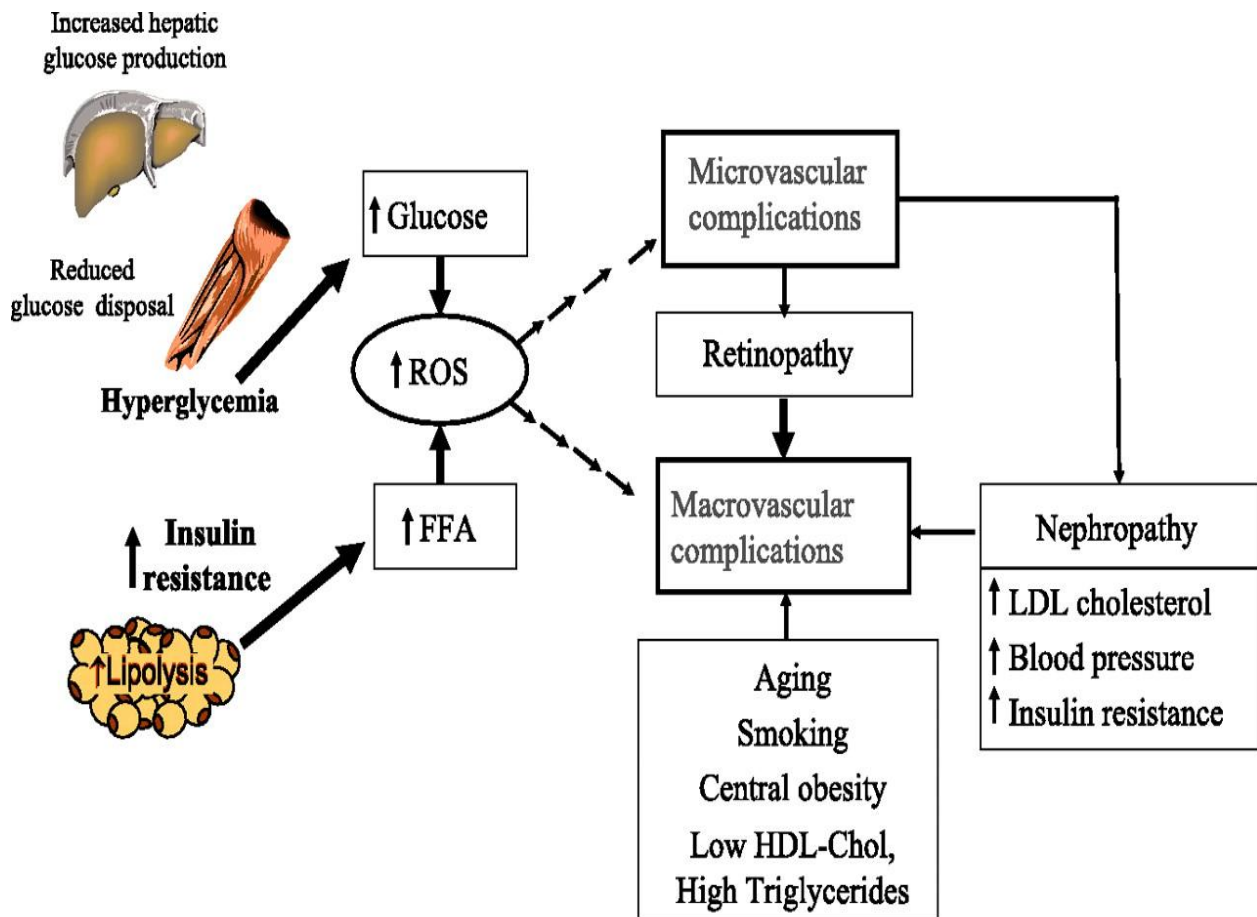 Increased hepatic
glucose production
Reduced
glucose disposal
Hyperglycemia
↑ Insulin
resistance
↑Lipolysis
↑ Glucose
↑ ROS
↑ FFA
Microvascular
complications
Retinopathy
Macrovascular
complications
Nephropathy
↑ LDL cholesterol
↑ Blood pressure
↑ Insulin resistance
Aging
Smoking
Central obesity
Low HDL-Chol,
High Triglycerides